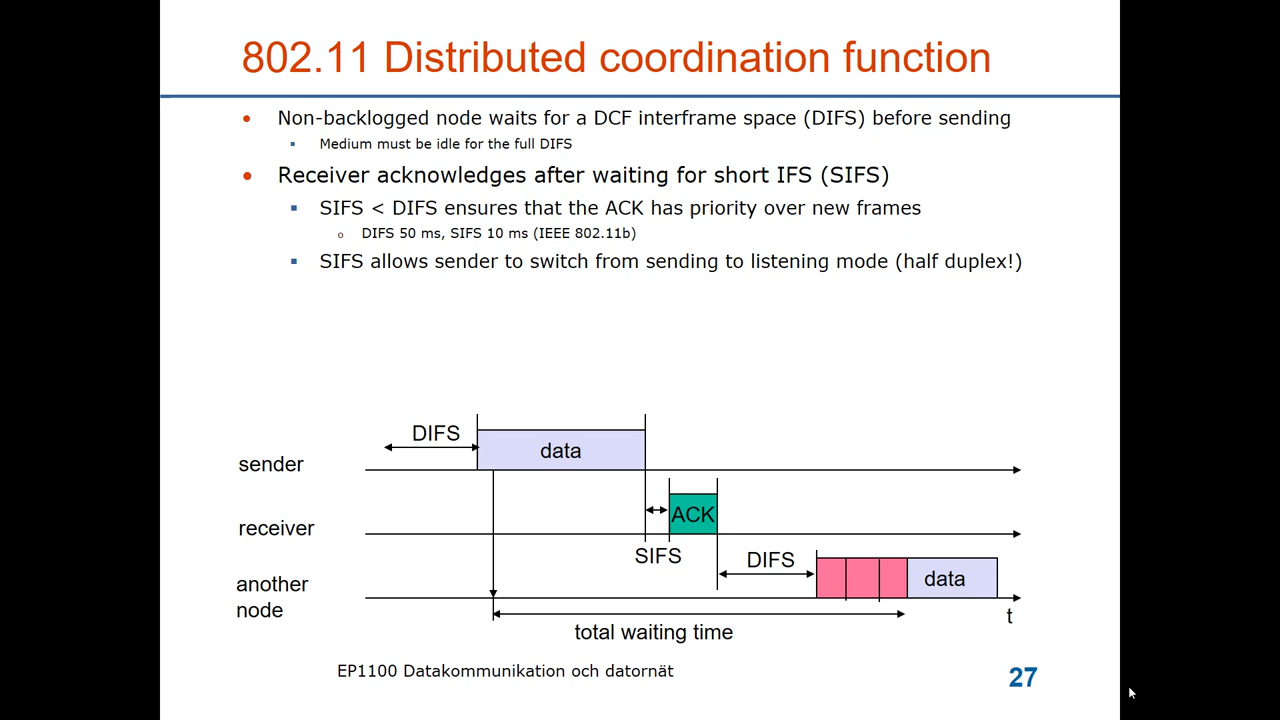 802.11 Distributed coordination function
Non-backlogged node waits for a DCF interframe space (DIFS) before sending
Medium must be idle for the full DIFS
Receiver acknowledges after waiting for short IFS (SIFS)
SIFS < DIFS ensures that the ACK has priority over new frames
DIFS 50 ms, SIFS 10 ms (IEEE 802.11b)
SIFS allows sender to switch from sending to listening mode (half duplex!)
DIFS
data
sender
ACK
receiver
SIFS
DIFS
another
node
data
t
total waiting time
EP1100 Datakommunikation och datornät
27